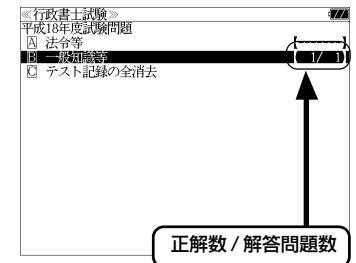 ≪行政書士試験≫
平成18年度試験問題
A 法令等 [-------]
B 一般知識等 [ 1/ 1]
C テスト記録の全消去
正解数 / 解答問題数